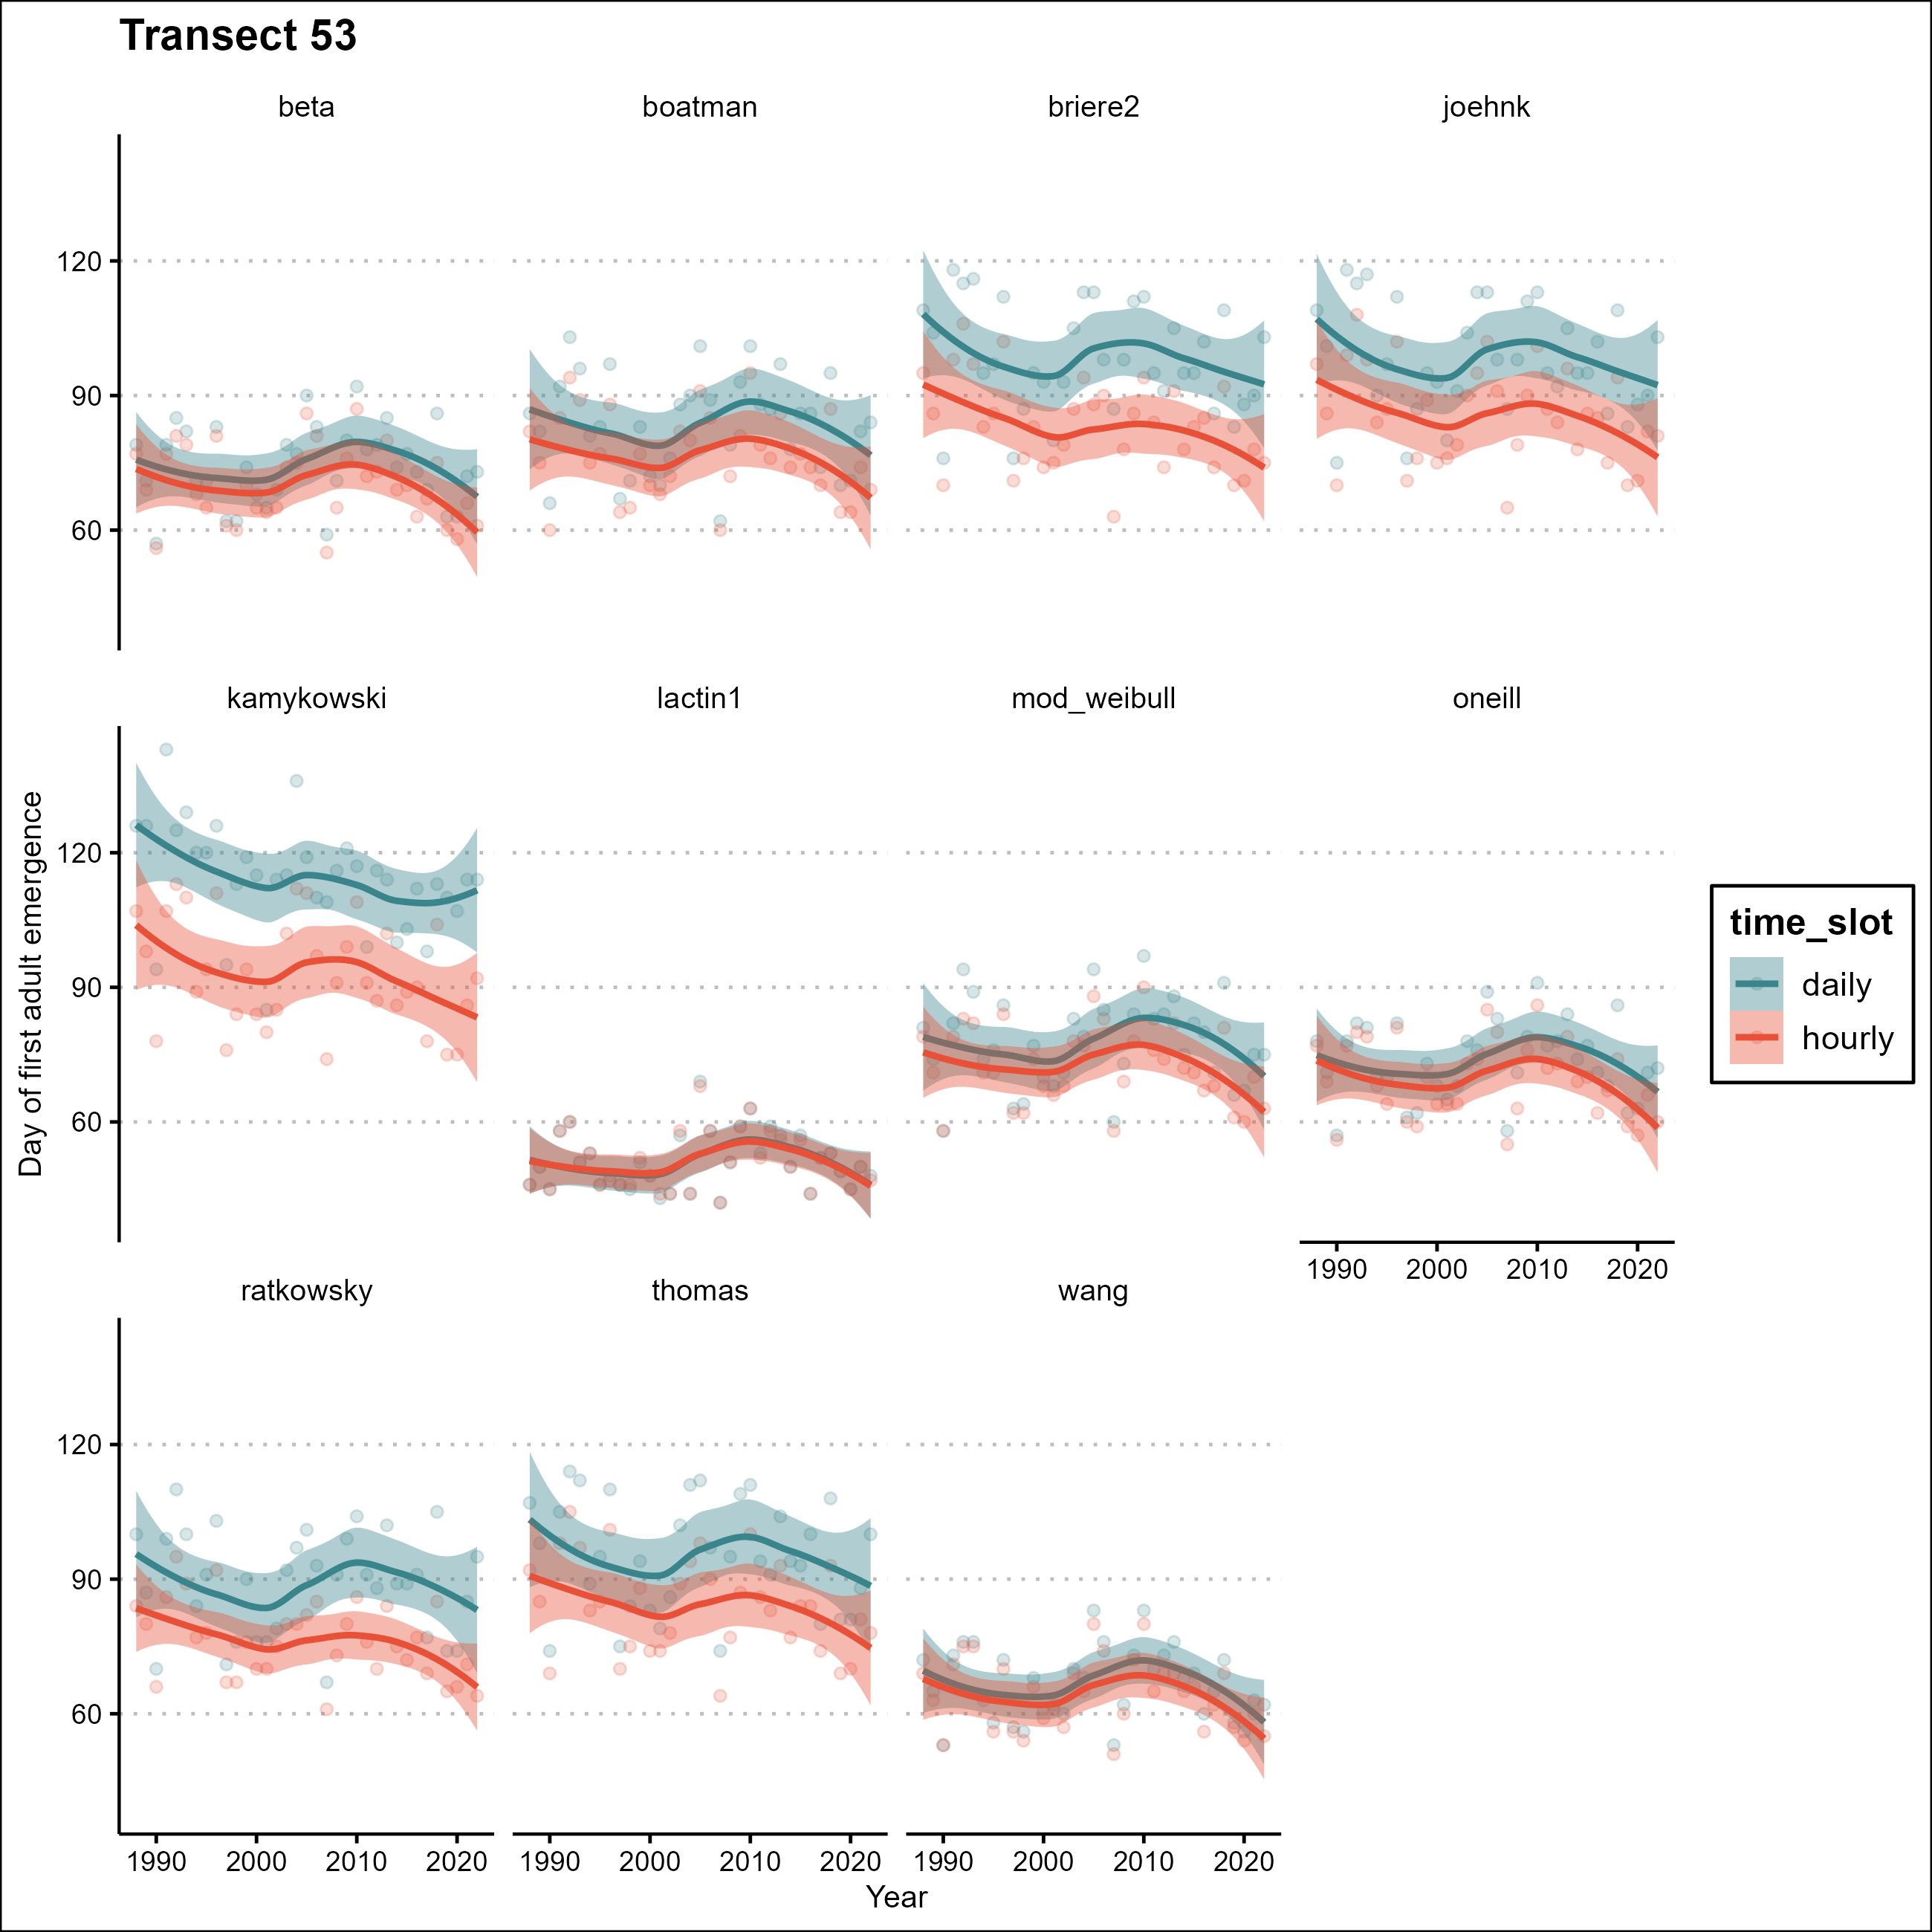 Transect 53
beta boatman briere2 joehnk
120
90
60
kamykowski lactin1 mod_weibull oneill
120
90
60
1990 2000 2010 2020
ratkowsky thomas wang
120
90
60
1990 2000 2010 2020 1990 2000 2010 2020 1990 2000 2010 2020
Year
Day of first adult emergence
time_slot
daily
hourly